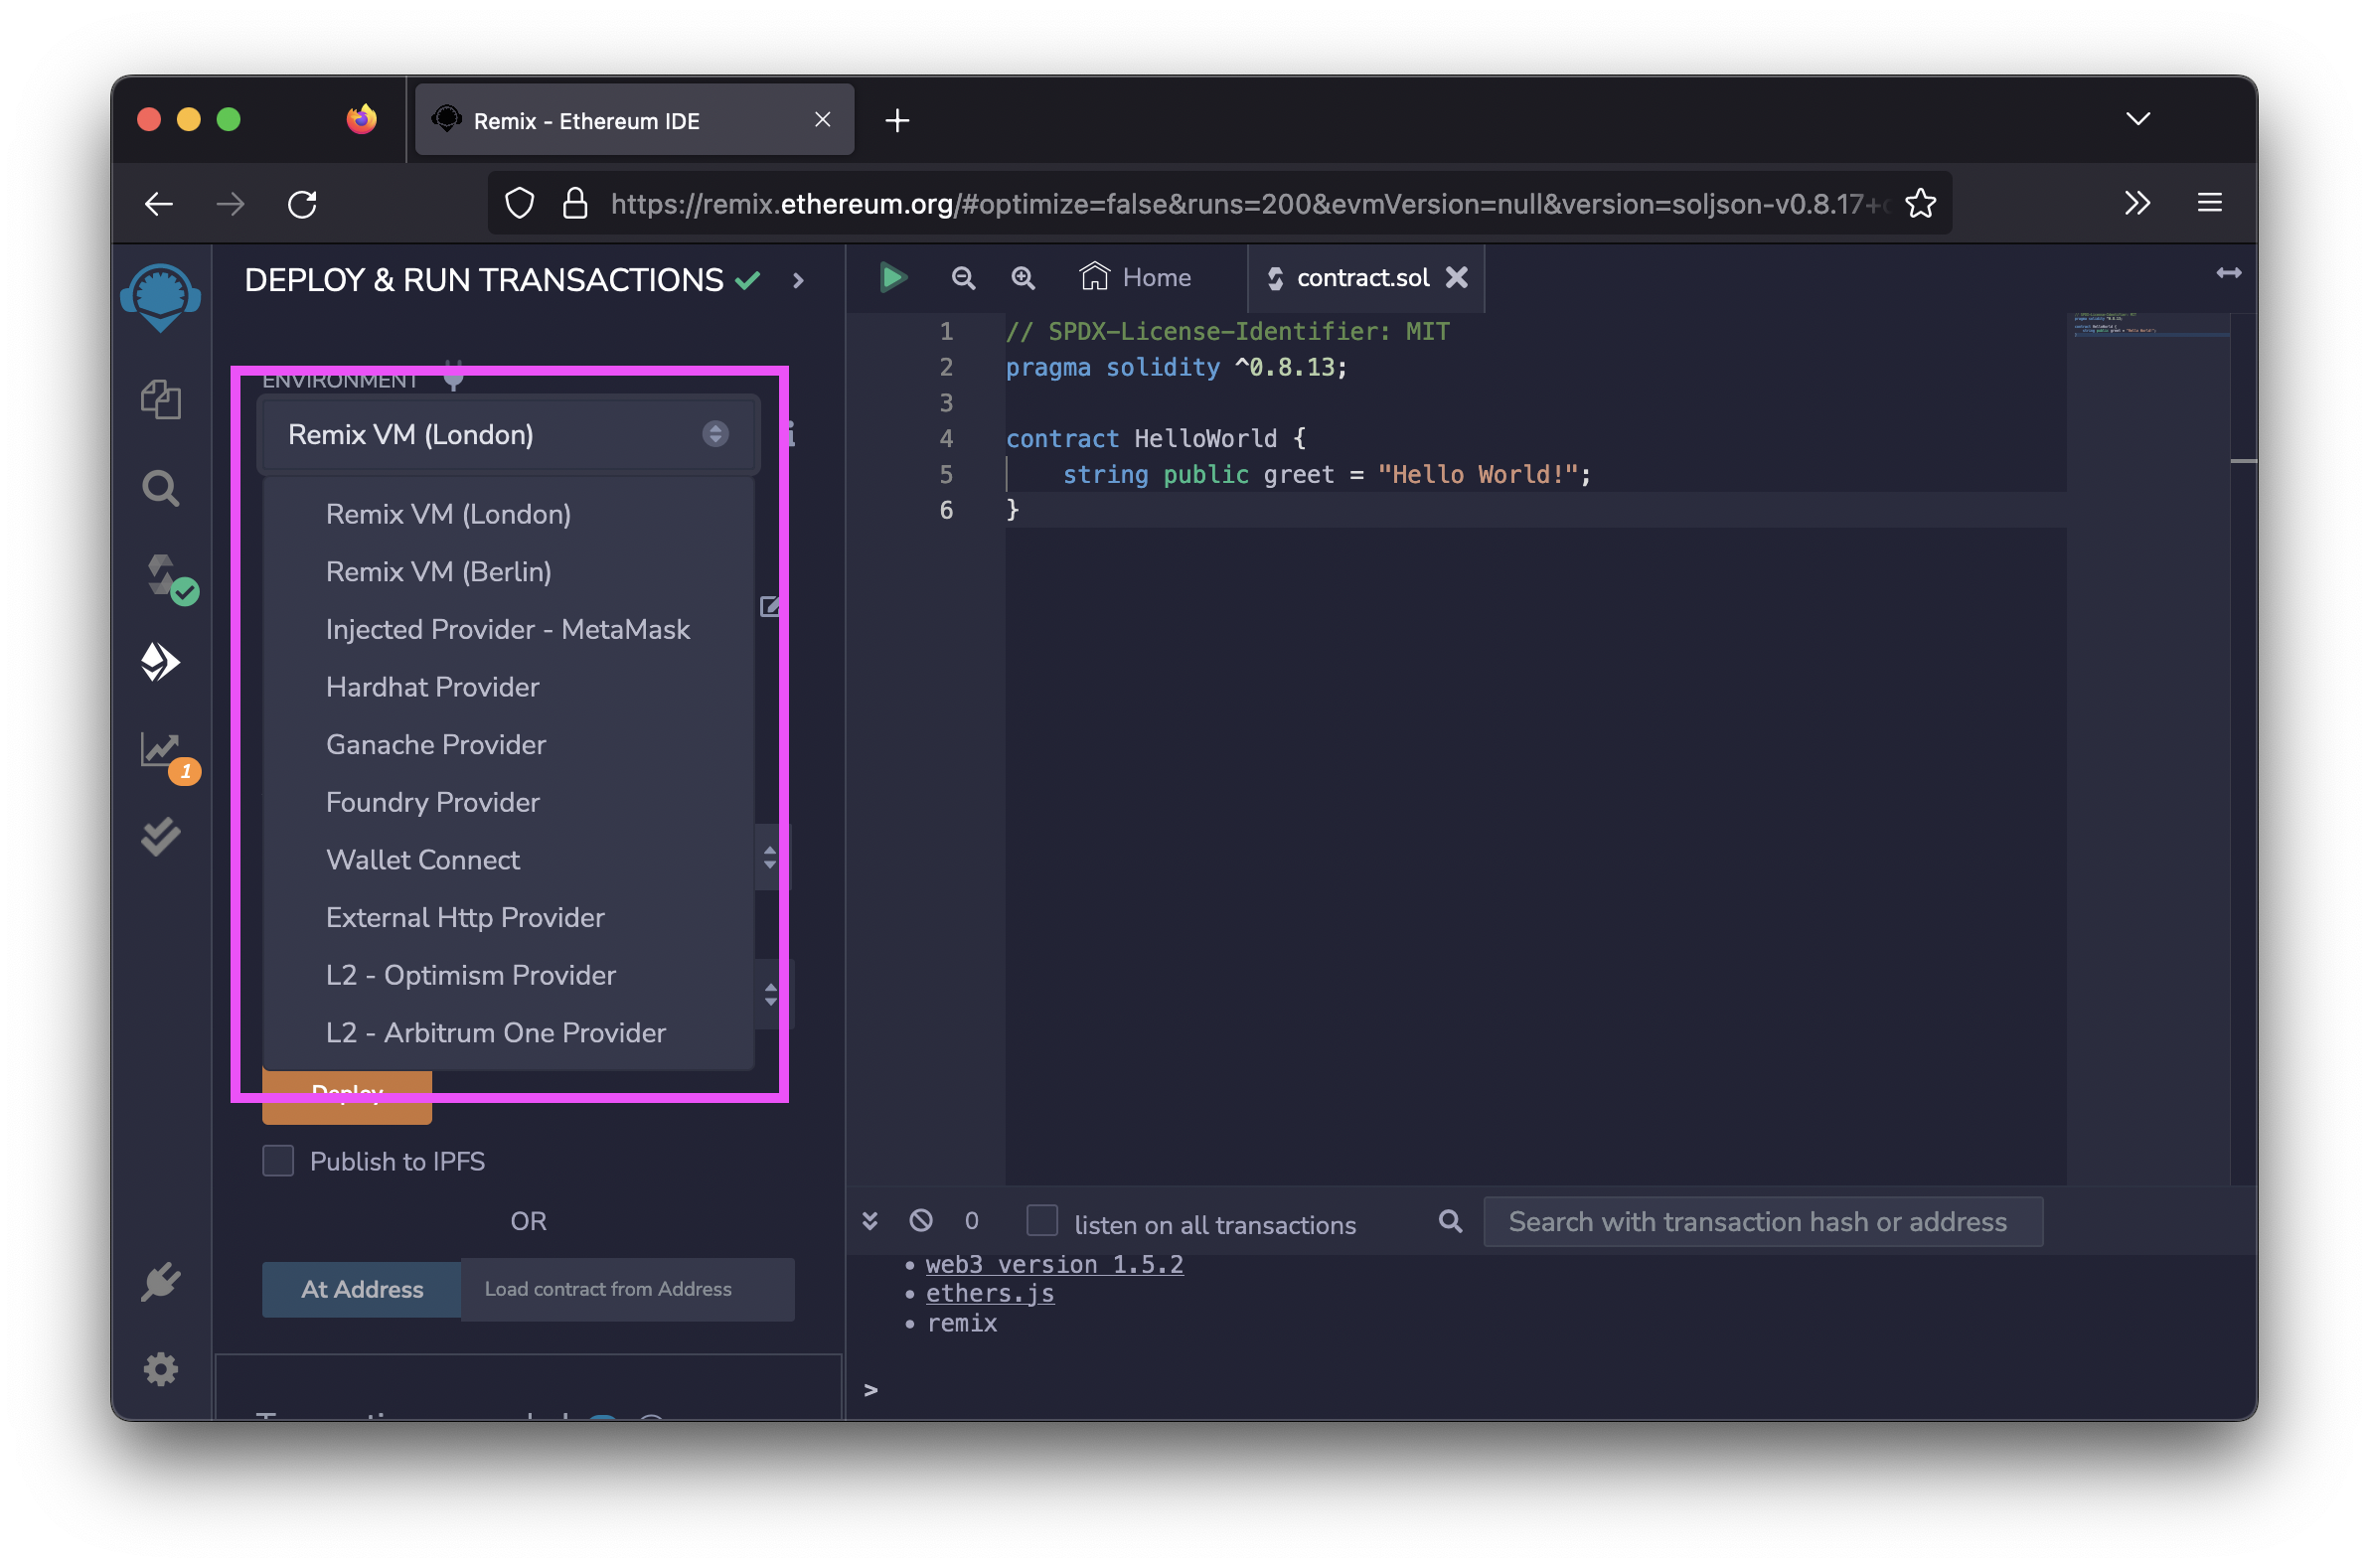 Remix - Ethereum IDE
https://remix.ethereum.org/#optimize=false&runs=200&evmVersion=null&version=soljson-v0.8.17+c
DEPLOY & RUN TRANSACTIONS
ENVIRONMENT
Remix VM (London)
Remix VM (London)
Remix VM (Berlin)
Injected Provider - MetaMask
Hardhat Provider
Ganache Provider
Foundry Provider
Wallet Connect
External Http Provider
L2 - Optimism Provider
L2 - Arbitrum One Provider
Deploy
Publish to IPFS
OR
At Address
Load contract from Address
1
Home
contract.sol
1 // SPDX-License-Identifier: MIT
2 pragma solidity ^0.8.13;
3
4 contract HelloWorld {
5 string public greet = "Hello World!";
6 }
0
listen on all transactions
Search with transaction hash or address
• web3 version 1.5.2
• ethers.js
• remix
>